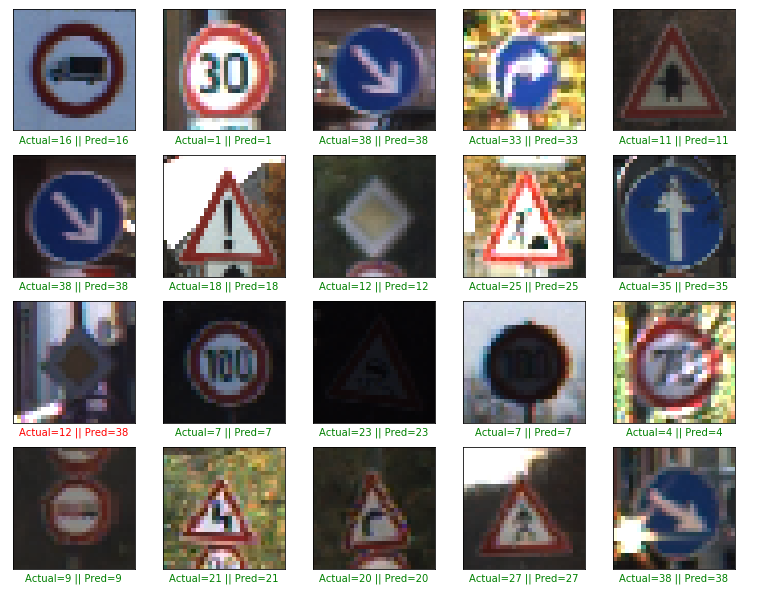 30
Actual=16 || Pred=16
Actual=1 || Pred=1
Actual=38 || Pred=38
Actual=33 || Pred=33
Actual=11 || Pred=11
!
Actual=38 || Pred=38
Actual=18 || Pred=18
Actual=12 || Pred=12
Actual=25 || Pred=25
Actual=35 || Pred=35
100
100
70
Actual=12 || Pred=38
Actual=7 || Pred=7
Actual=23 || Pred=23
Actual=7 || Pred=7
Actual=4 || Pred=4
Actual=9 || Pred=9
Actual=21 || Pred=21
Actual=20 || Pred=20
Actual=27 || Pred=27
Actual=38 || Pred=38